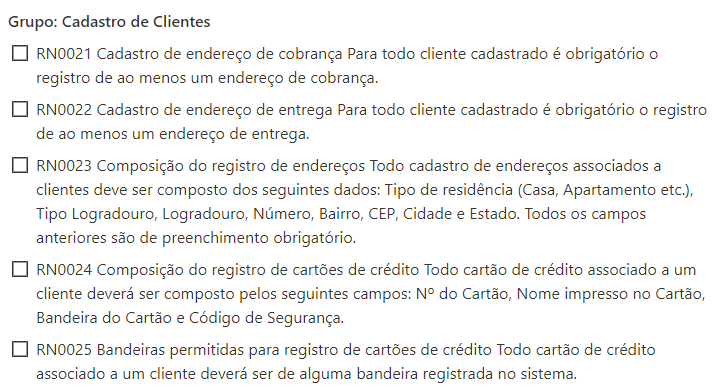 Grupo: Cadastro de Clientes
RN0021 Cadastro de endereço de cobrança Para todo cliente cadastrado é obrigatório o
registro de ao menos um endereço de cobrança.
RN0022 Cadastro de endereço de entrega Para todo cliente cadastrado é obrigatório o registro
de ao menos um endereço de entrega.
RN0023 Composição do registro de endereços Todo cadastro de endereços associados a
clientes deve ser composto dos seguintes dados: Tipo de residência (Casa, Apartamento etc.),
Tipo Logradouro, Logradouro, Número, Bairro, CEP, Cidade e Estado. Todos os campos
anteriores são de preenchimento obrigatório.
RN0024 Composição do registro de cartões de crédito Todo cartão de crédito associado a um
cliente deverá ser composto pelos seguintes campos: Nº do Cartão, Nome impresso no Cartão,
Bandeira do Cartão e Código de Segurança.
RN0025 Bandeiras permitidas para registro de cartões de crédito Todo cartão de crédito
associado a um cliente deverá ser de alguma bandeira registrada no sistema.